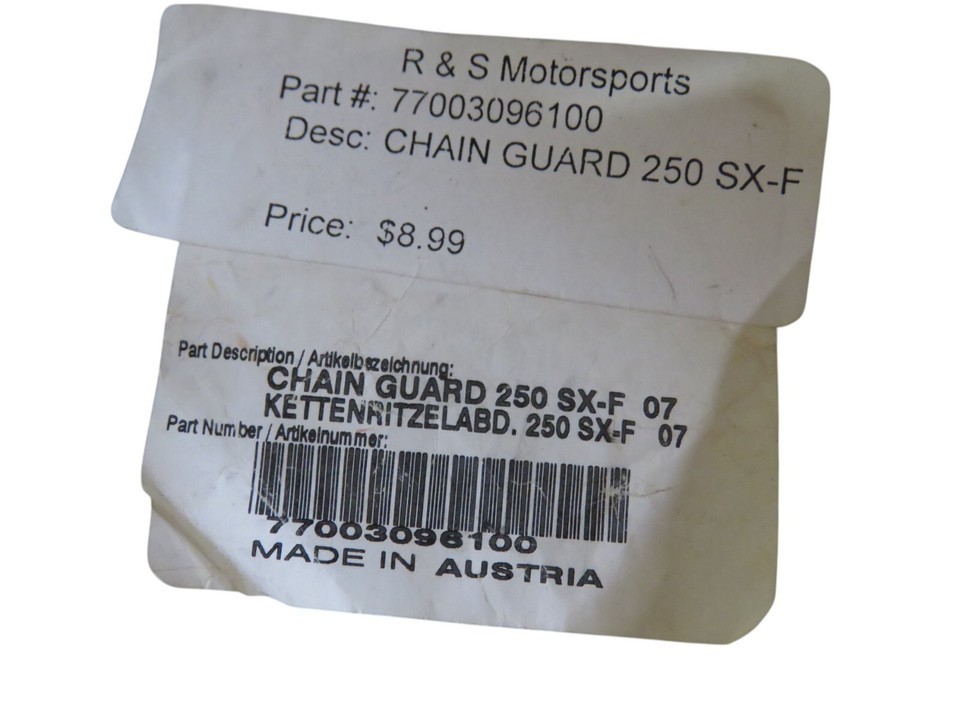 R & S Motorsports
Part #: 77003096100
Desc: CHAIN GUARD 250 SX-F
Price: $8.99
Part Description / Artikelbezeichnung:
CHAIN GUARD 250 SX-F 07
KETTENRITZELABD. 250 SX-F 07
Part Number / Artikelnummer:
77003096100
MADE IN AUSTRIA